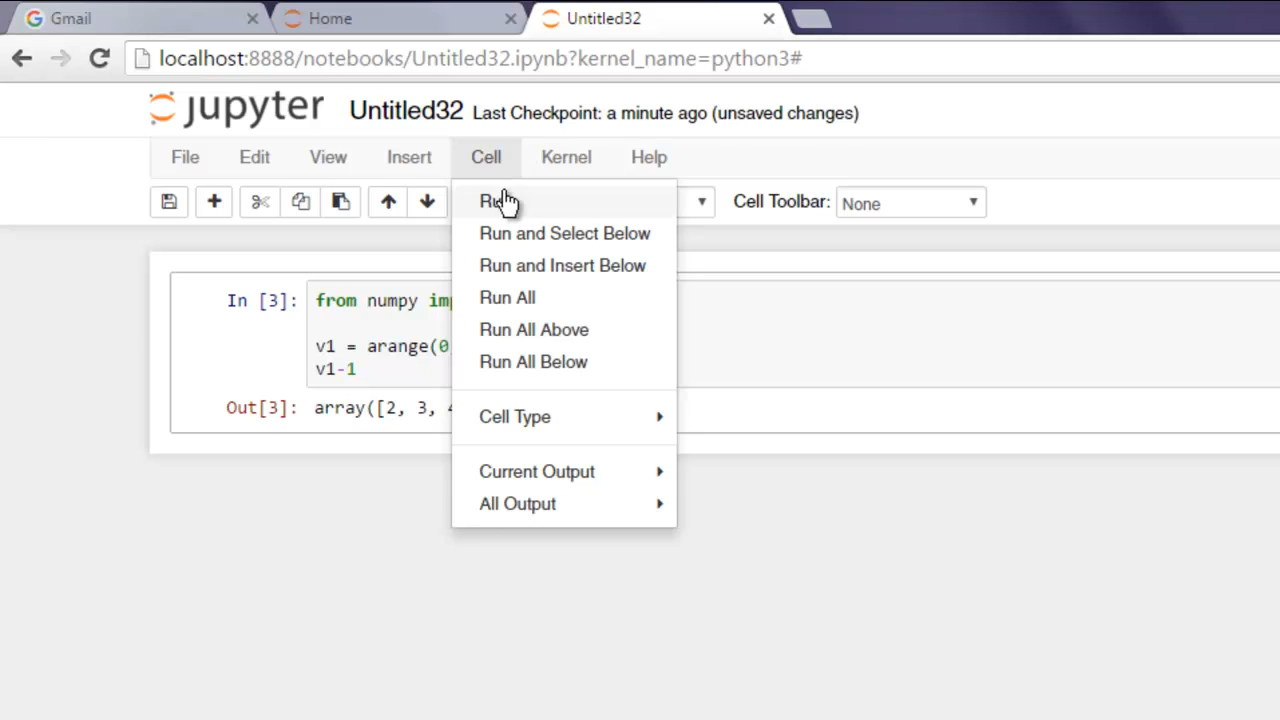 Gmail
Home
Untitled32
localhost:8888/notebooks/Untitled32.ipynb?kernel_name=python3#
jupyter Untitled32 Last Checkpoint: a minute ago (unsaved changes)
File Edit View Insert Cell Kernel Help
Cell Toolbar: None
Run
Run and Select Below
Run and Insert Below
Run All
Run All Above
Run All Below
Cell Type
Current Output
All Output
In [3]: from numpy
v1 = arange(0
v1-1
Out[3]: array([2, 3,